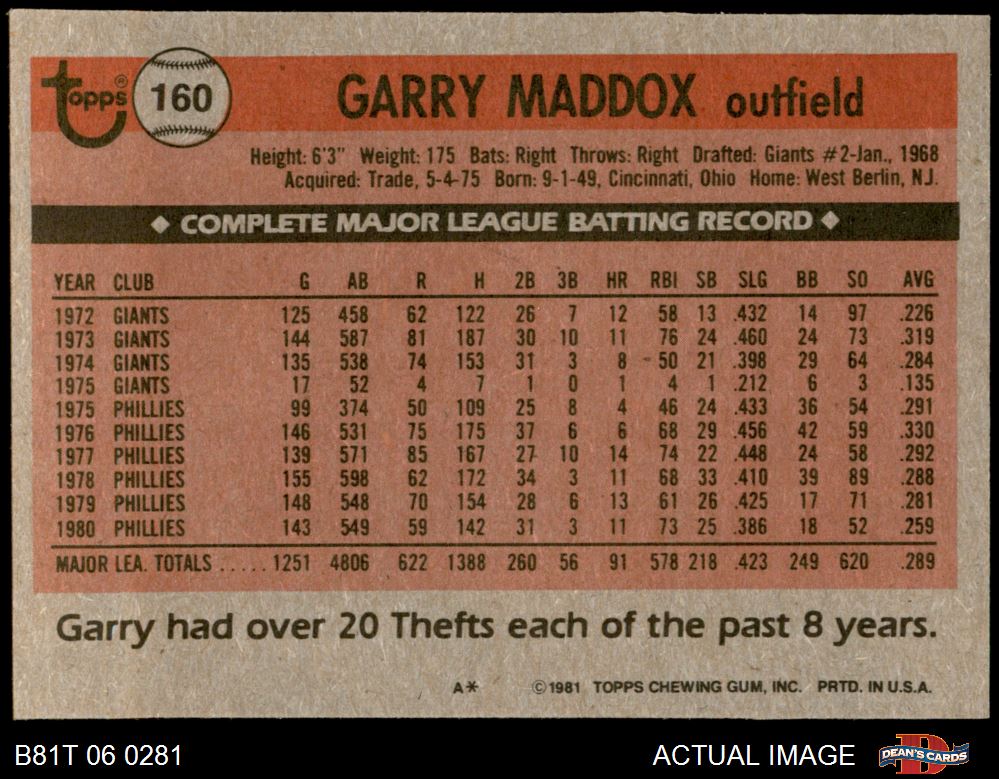 Topps® 160 GARRY MADDOX outfield
Height: 6'3" Weight: 175 Bats: Right Throws: Right Drafted: Giants #2-Jan., 1968
Acquired: Trade, 5-4-75 Born: 9-1-49, Cincinnati, Ohio Home: West Berlin, NJ.
◆ COMPLETE MAJOR LEAGUE BATTING RECORD ◆
YEAR CLUB G AB R H 2B 3B HR RBI SB SLG BB SO AVG
1972 GIANTS 125 458 62 122 26 7 12 58 13 .432 14 97 .226
1973 GIANTS 144 587 81 187 30 10 11 76 24 .460 24 73 .319
1974 GIANTS 135 538 74 153 31 3 8 50 21 .398 29 64 .284
1975 GIANTS 17 52 4 7 1 0 1 4 1 .212 6 3 .135
1975 PHILLIES 99 374 50 109 25 8 4 46 24 .433 36 54 .291
1976 PHILLIES 146 531 75 175 37 6 6 68 29 .456 42 59 .330
1977 PHILLIES 139 571 85 167 27 10 14 74 22 .448 24 58 .292
1978 PHILLIES 155 598 62 172 34 3 11 68 33 .410 39 89 .288
1979 PHILLIES 148 548 70 154 28 6 13 61 26 .425 17 71 .281
1980 PHILLIES 143 549 59 142 31 3 11 73 25 .386 18 52 .259
MAJOR LEA. TOTALS ..... 1251 4806 622 1388 260 56 91 578 218 .423 249 620 .289
Garry had over 20 Thefts each of the past 8 years.
A* ©1981 TOPPS CHEWING GUM, INC. PRTD. IN U.S.A.
B81T 06 0281 ACTUAL IMAGE DEAN'S CARDS